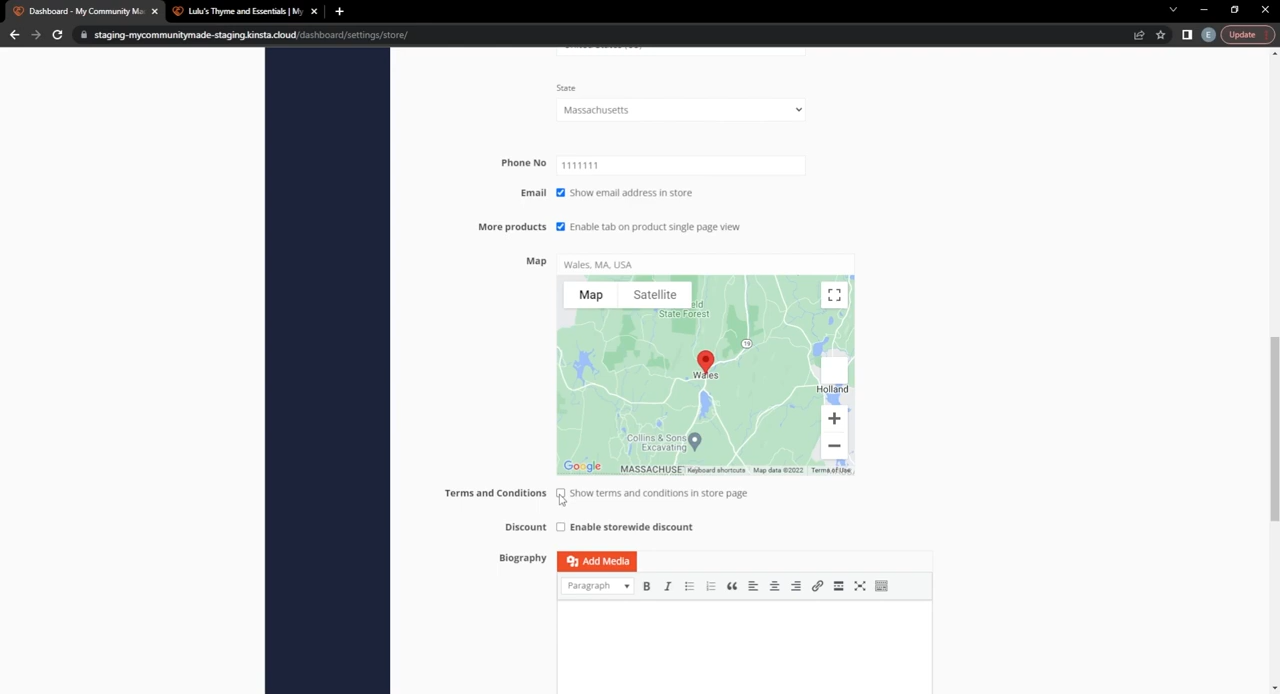 Dashboard - My Community Ma
Lulu's Thyme and Essentials | My
staging-mycommunitymade-staging.kinsta.cloud/dashboard/settings/store/
E
Update
United States (US)
State
Massachusetts
Phone No
1111111
Email
Show email address in store
More products
Enable tab on product single page view
Map
Wales, MA, USA
Map
Satellite
State Forest
19
Wales
Holland
Collins & Sons
Excavating
Google
MASSACHUSE
Keyboard shortcuts
Map data ©2022
Terms of Use
Terms and Conditions
Show terms and conditions in store page
Discount
Enable storewide discount
Biography
Add Media
Paragraph
B
I